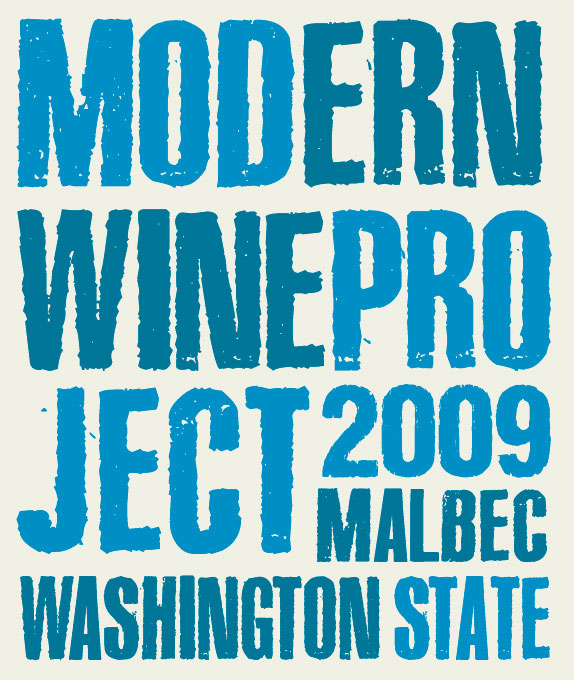 MODERN
WINEPRO
JECT 2009
MALBEC
WASHINGTON STATE